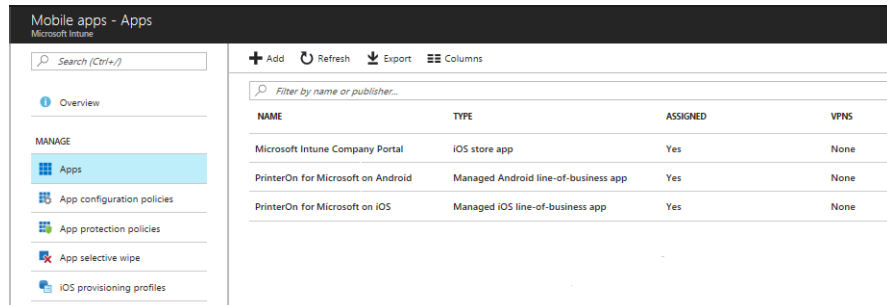 Mobile apps - Apps
Microsoft Intune
Search (Ctrl+/)
Overview
MANAGE
Apps
App configuration policies
App protection policies
App selective wipe
iOS provisioning profiles
Add Refresh Export Columns
Filter by name or publisher...
NAME TYPE ASSIGNED VPNS
Microsoft Intune Company Portal iOS store app Yes None
PrinterOn for Microsoft on Android Managed Android line-of-business app Yes None
PrinterOn for Microsoft on iOS Managed iOS line-of-business app Yes None